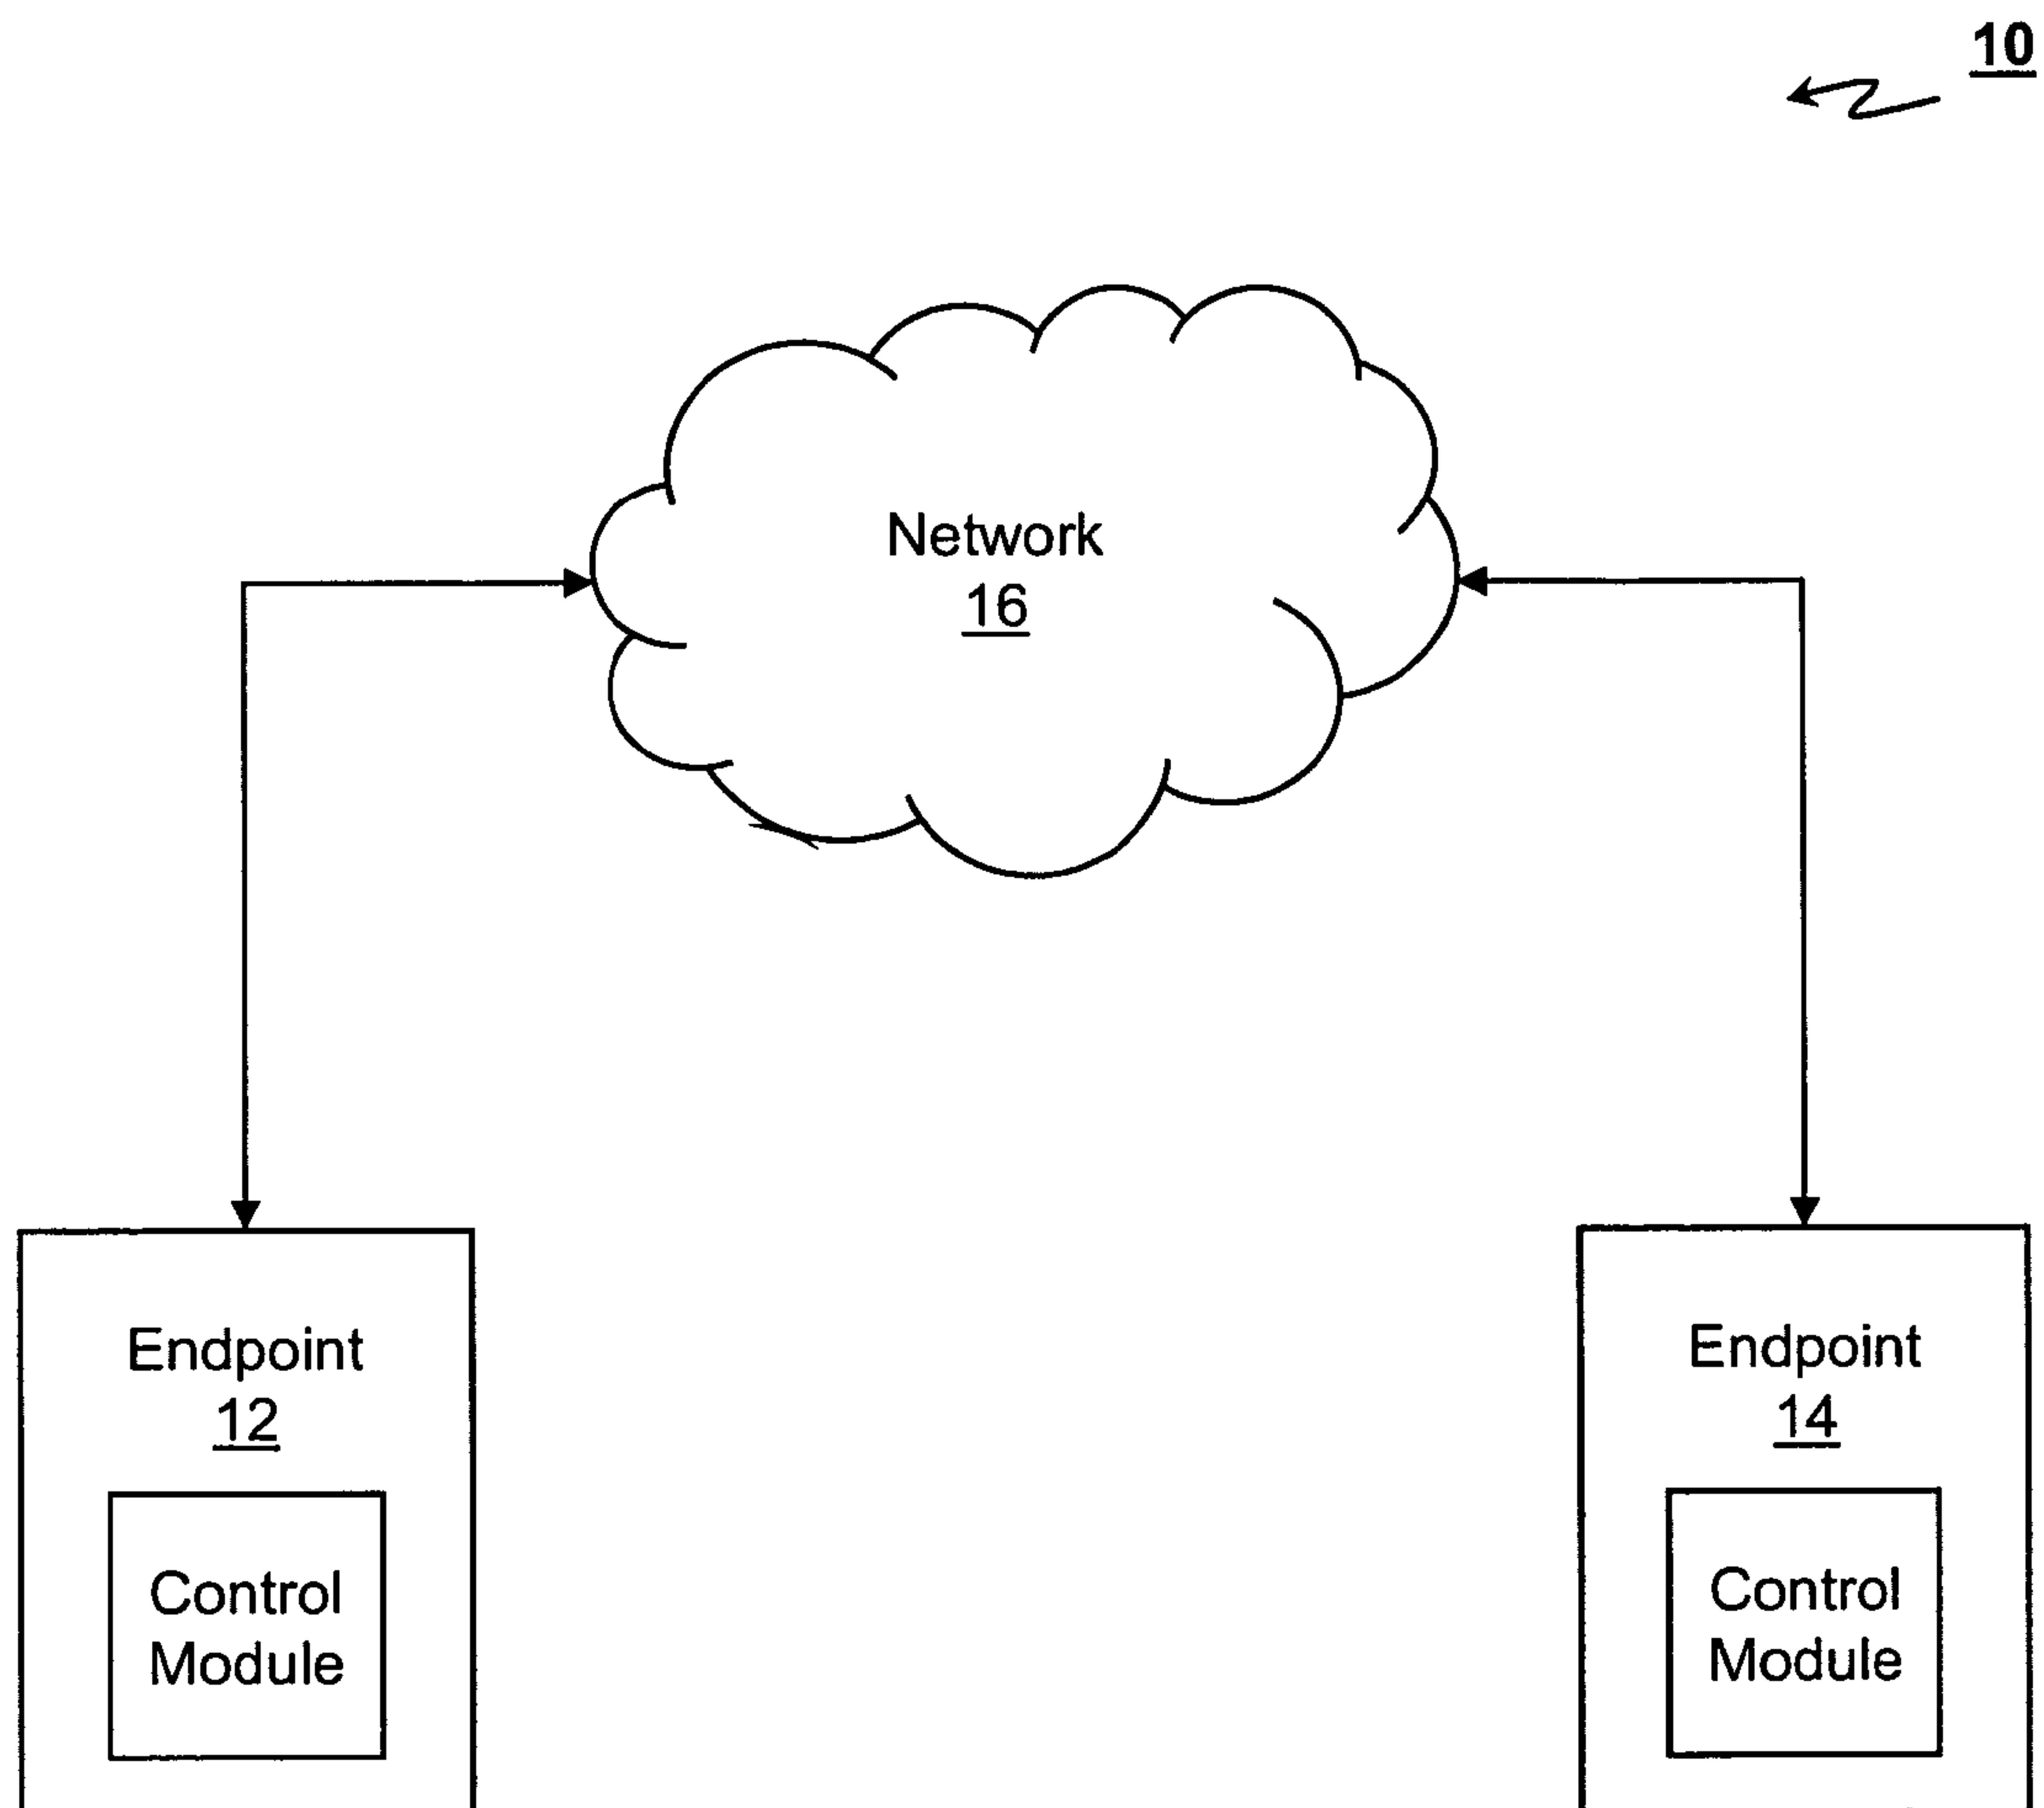 10
Network
16
Endpoint
12
Control
Module
Endpoint
14
Control
Module